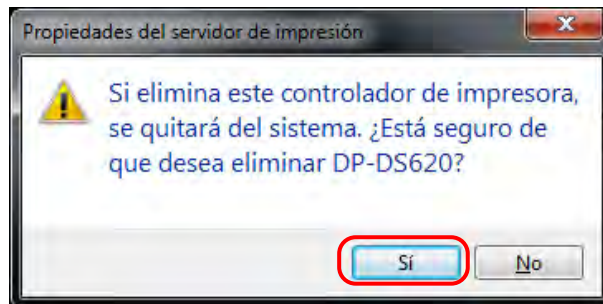 Propiedades del servidor de impresión
Si elimina este controlador de impresora,
se quitará del sistema. ¿Está seguro de
que desea eliminar DP-DS620?
Sí
No